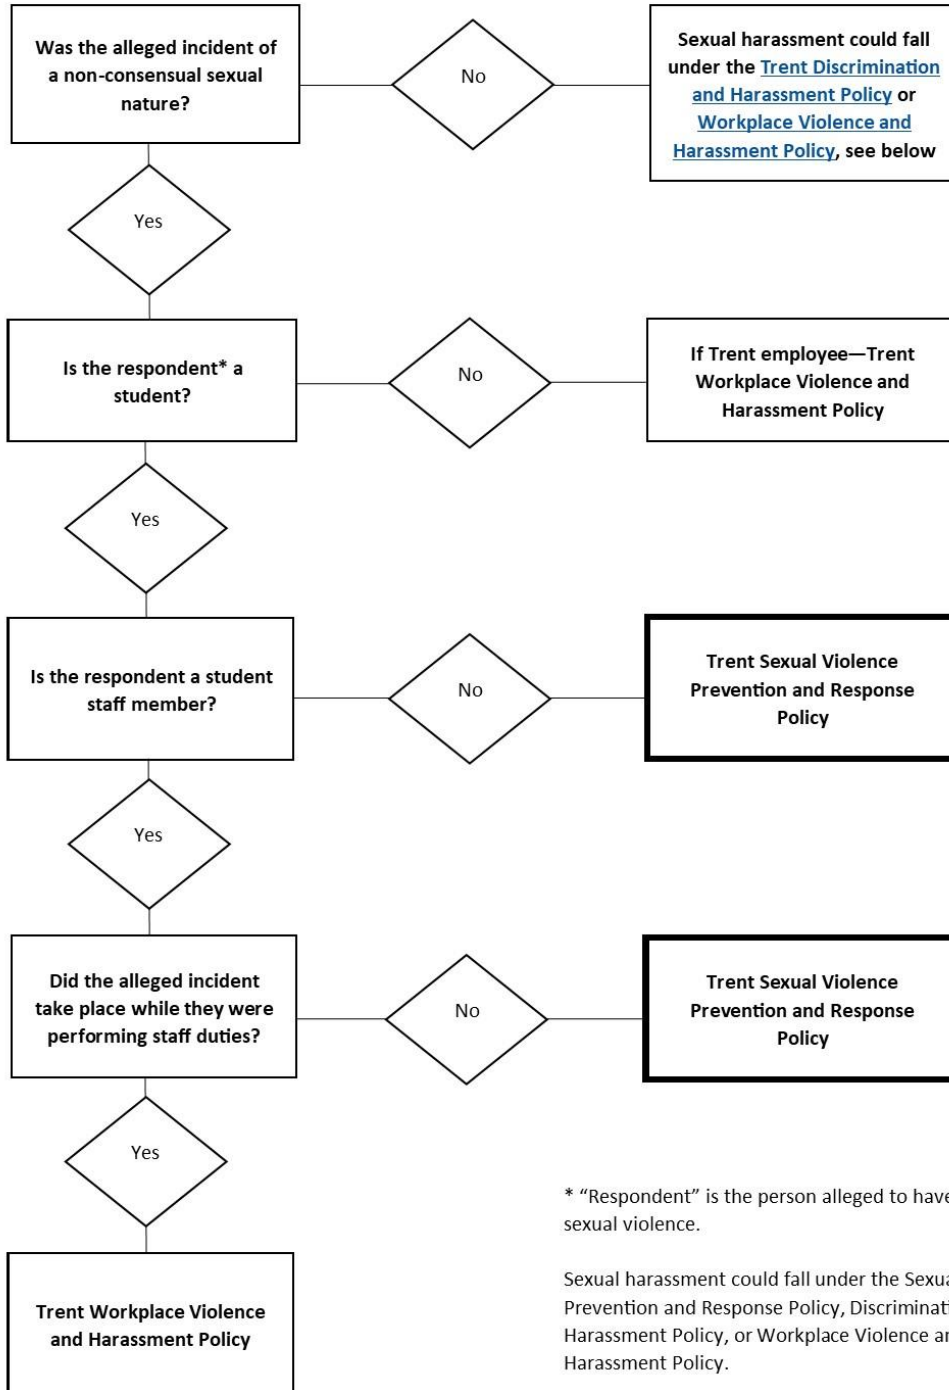 Was the alleged incident of
a non-consensual sexual
nature?
No
Sexual harassment could fall
under the Trent Discrimination
and Harassment Policy or
Workplace Violence and
Harassment Policy, see below
Yes
Is the respondent* a
student?
No
If Trent employee—Trent
Workplace Violence and
Harassment Policy
Yes
Is the respondent a student
staff member?
No
Trent Sexual Violence
Prevention and Response
Policy
Yes
Did the alleged incident
take place while they were
performing staff duties?
No
Trent Sexual Violence
Prevention and Response
Policy
Yes
Trent Workplace Violence
and Harassment Policy
* “Respondent” is the person alleged to have
sexual violence.
Sexual harassment could fall under the
Prevention and Response Policy,
Harassment Policy, or Workplace Violence
Harassment Policy.